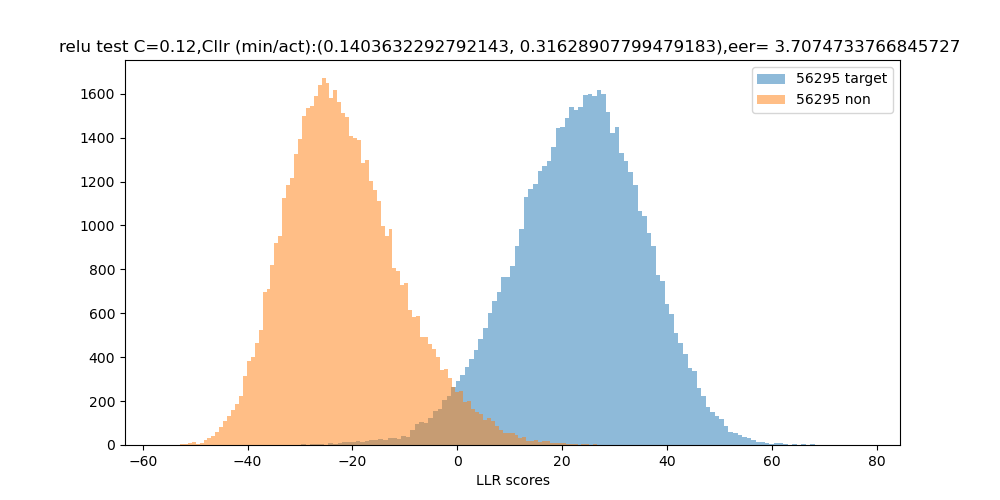 relu test C=0.12,Cllr (min/act):(0.1403632292792143, 0.31628907799479183),eer= 3.7074733766845727
56295 target
56295 non
1600
1400
1200
1000
800
600
400
200
0
−60 −40 −20 0 20 40 60 80
LLR scores